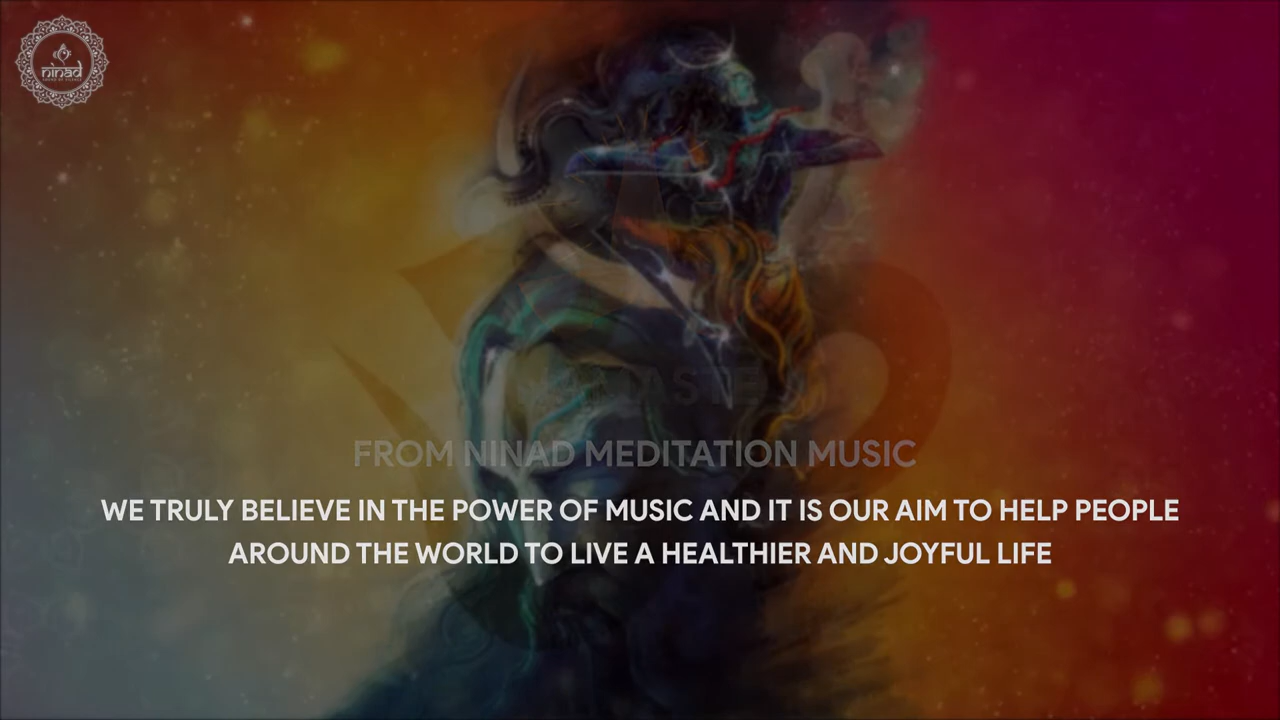 ninad
NAMASTE
FROM NINAD MEDITATION MUSIC
WE TRULY BELIEVE IN THE POWER OF MUSIC AND IT IS OUR AIM TO HELP PEOPLE
AROUND THE WORLD TO LIVE A HEALTHIER AND JOYFUL LIFE